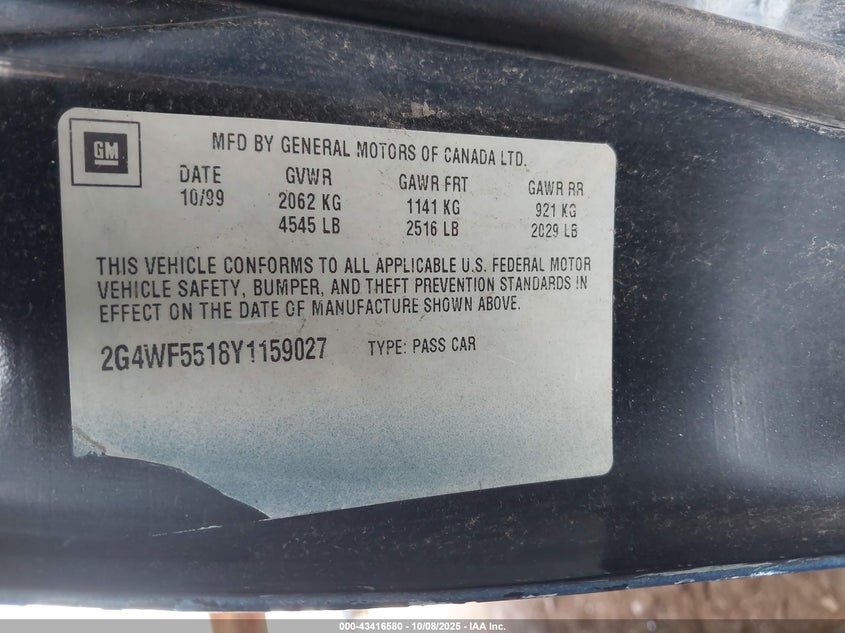 GM
MFD BY GENERAL MOTORS OF CANADA LTD.
DATE GVWR GAWR FRT GAWR RR
10/99 2062 KG 1141 KG 921 KG
4545 LB 2516 LB 2029 LB
THIS VEHICLE CONFORMS TO ALL APPLICABLE U.S. FEDERAL MOTOR
VEHICLE SAFETY, BUMPER, AND THEFT PREVENTION STANDARDS IN
EFFECT ON THE DATE OF MANUFACTURE SHOWN ABOVE.
2G4WF5518Y1159027 TYPE: PASS CAR
000-43416580 - 10/08/2025 - IAA Inc.